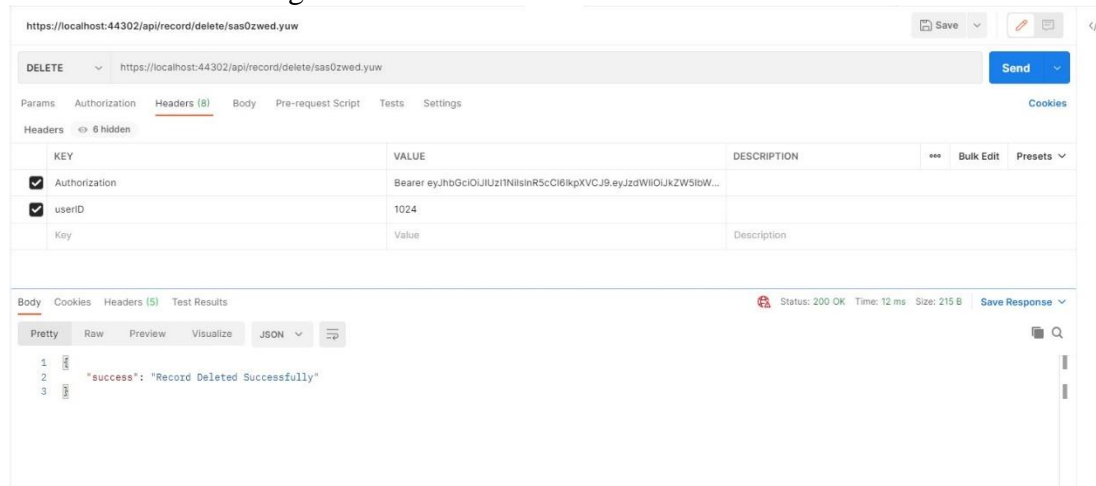 https://localhost:44302/api/record/delete/sas0zwed.yuw
Save
DELETE https://localhost:44302/api/record/delete/sas0zwed.yuw Send
Params Authorization Headers (8) Body Pre-request Script Tests Settings Cookies
Headers 6 hidden
KEY VALUE DESCRIPTION ooo Bulk Edit Presets
Authorization Bearer eyJhbGciOiJIUzI1NiIsInR5cCI6IkpXVCJ9.eyJzdWIiOiJkZW5IbW...
userID 1024
Key Value Description
Body Cookies Headers (5) Test Results Status: 200 OK Time: 12 ms Size: 215 B Save Response
Pretty Raw Preview Visualize JSON
1 {
2 "success": "Record Deleted Successfully"
3 }